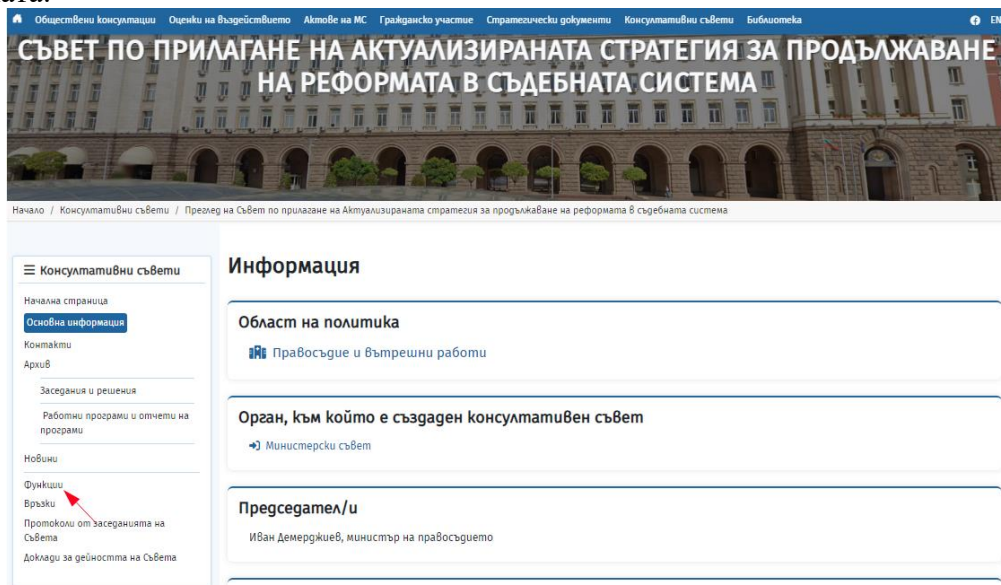 Обществени консултации Оценки на въздействието Актове на МС Гражданско участие Стратегически документи Консултативни съвети Библиотека EN
СЪВЕТ ПО ПРИЛАГАНЕ НА АКТУАЛИЗИРАНАТА СТРАТЕГИЯ ЗА ПРОДЪЛЖАВАНЕ
НА РЕФОРМАТА В СЪДЕБНАТА СИСТЕМА
Начало / Консултативни съвети / Преглед на Съвет по прилагане на Актуализираната стратегия за продължаване на реформата в съдебната система
Консултативни съвети
Начална страница
Основна информация
Контакти
Архив
Заседания и решения
Работни програми и отчети на
програми
Новини
Функции
Връзки
Протоколи от заседанията на
Съвета
Доклади за дейността на Съвета
Информация
Област на политика
Правосъдие и вътрешни работи
Орган, към който е създаден консултативен съвет
Министерски съвет
Председател/и
Иван Демерджиев, министър на правосъдието